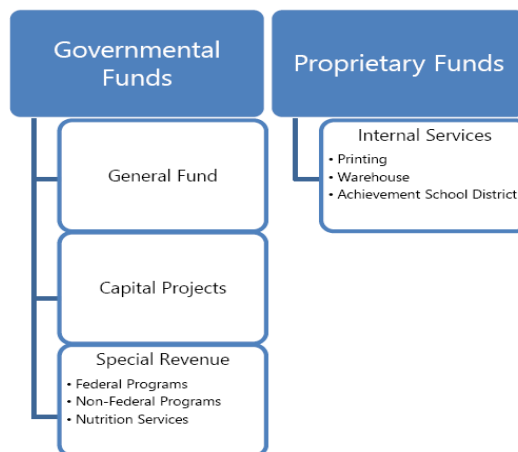 Governmental
Funds
General Fund
Capital Projects
Special Revenue
• Federal Programs
• Non-Federal Programs
• Nutrition Services
Proprietary Funds
Internal Services
• Printing
• Warehouse
• Achievement School District